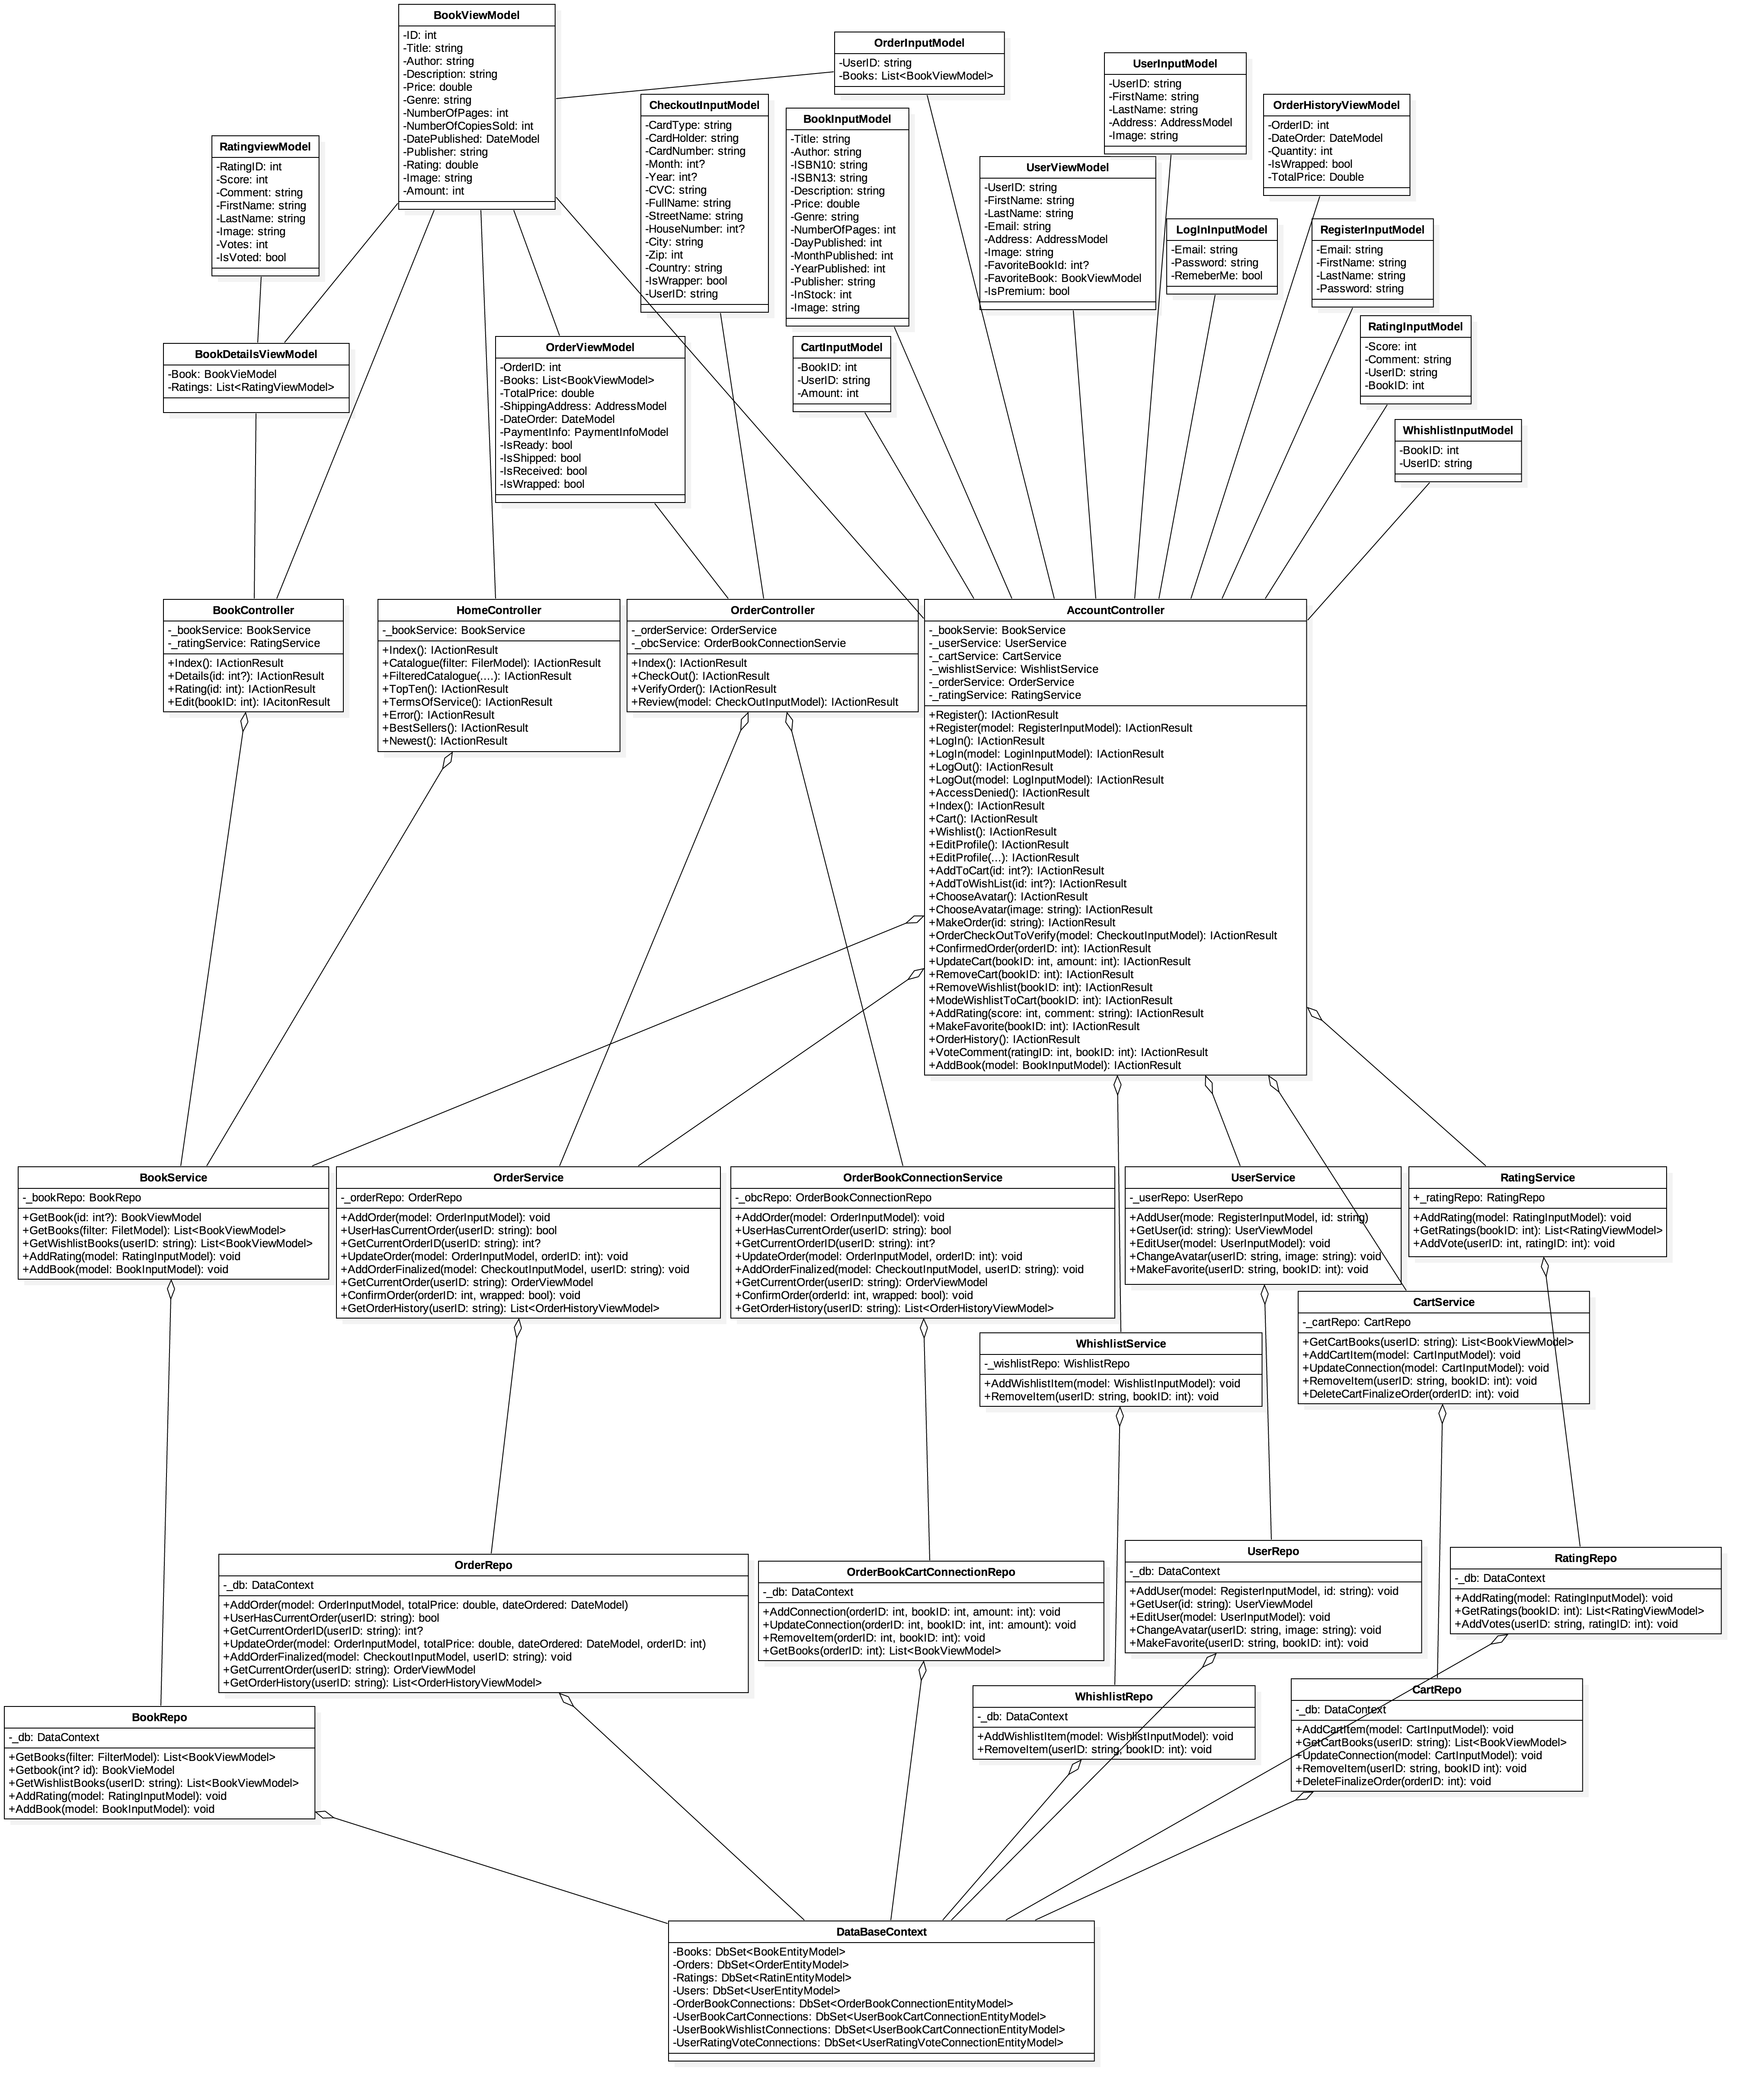 BookViewModel
-ID: int
-Title: string
-Author: string
-Description: string
-Price: double
-Genre: string
-NumberOfPages: int
-NumberOfCopiesSold: int
-DatePublished: DateModel
-Publisher: string
-Rating: double
-Image: string
-Amount: int
OrderInputModel
-UserID: string
-Books: List<BookViewModel>
UserInputModel
-UserID: string
-FirstName: string
-LastName: string
-Address: AddressModel
-Image: string
CheckoutInputModel
-CardType: string
-CardHolder: string
-CardNumber: string
-Month: int?
-Year: int?
-CVC: string
-FullName: string
-StreetName: string
-HouseNumber: int?
-City: string
-Zip: int
-Country: string
-IsWrapper: bool
-UserID: string
BookInputModel
-Title: string
-Author: string
-ISBN10: string
-ISBN13: string
-Description: string
-Price: double
-Genre: string
-NumberOfPages: int
-DayPublished: int
-MonthPublished: int
-YearPublished: int
-Publisher: string
-InStock: int
-Image: string
OrderHistoryViewModel
-OrderID: int
-DateOrder: DateModel
-Quantity: int
-IsWrapped: bool
-TotalPrice: Double
RatingviewModel
-RatingID: int
-Score: int
-Comment: string
-FirstName: string
-LastName: string
-Image: string
-Votes: int
-IsVoted: bool
UserViewModel
-UserID: string
-FirstName: string
-LastName: string
-Email: string
-Address: AddressModel
-Image: string
-FavoriteBookId: int?
-FavoriteBook: BookViewModel
-IsPremium: bool
LogInInputModel
-Email: string
-Password: string
-RemeberMe: bool
RegisterInputModel
-Email: string
-FirstName: string
-LastName: string
-Password: string
RatingInputModel
-Score: int
-Comment: string
-UserID: string
-BookID: int
BookDetailsViewModel
-Book: BookVieModel
-Ratings: List<RatingViewModel>
OrderViewModel
-OrderID: int
-Books: List<BookViewModel>
-TotalPrice: double
-ShippingAddress: AddressModel
-DateOrder: DateModel
-PaymentInfo: PaymentInfoModel
-IsReady: bool
-IsShipped: bool
-IsReceived: bool
-IsWrapped: bool
CartInputModel
-BookID: int
-UserID: string
-Amount: int
WhishlistInputModel
-BookID: int
-UserID: string
BookController
-_bookService: BookService
-_ratingService: RatingService
+Index(): IActionResult
+Details(id: int?): IActionResult
+Rating(id: int): IActionResult
+Edit(bookID: int): IAcitonResult
HomeController
-_bookService: BookService
+Index(): IActionResult
+Catalogue(filter: FilerModel): IActionResult
+FilteredCatalogue(....): IActionResult
+TopTen(): IActionResult
+TermsOfService(): IActionResult
+Error(): IActionResult
+BestSellers(): IActionResult
+Newest(): IActionResult
OrderController
-_orderService: OrderService
-_obcService: OrderBookConnectionServie
+Index(): IActionResult
+CheckOut(): IActionResult
+VerifyOrder(): IActionResult
+Review(model: CheckOutInputModel): IActionResult
AccountController
-_bookServie: BookService
-_userService: UserService
-_cartService: CartService
-_wishlistService: WishlistService
-_orderService: OrderService
-_ratingService: RatingService
+Register(): IActionResult
+Register(model: RegisterInputModel): IActionResult
+LogIn(): IActionResult
+LogIn(model: LoginInputModel): IActionResult
+LogOut(): IActionResult
+LogOut(model: LogInputModel): IActionResult
+AccessDenied(): IActionResult
+Index(): IActionResult
+Cart(): IActionResult
+Wishlist(): IActionResult
+EditProfile(): IActionResult
+EditProfile(...): IActionResult
+AddToCart(id: int?): IActionResult
+AddToWishList(id: int?): IActionResult
+ChooseAvatar(): IActionResult
+ChooseAvatar(image: string): IActionResult
+MakeOrder(id: string): IActionResult
+OrderCheckOutToVerify(model: CheckoutInputModel): IActionResult
+ConfirmedOrder(orderID: int): IActionResult
+UpdateCart(bookID: int, amount: int): IActionResult
+RemoveCart(bookID: int): IActionResult
+RemoveWishlist(bookID: int): IActionResult
+ModeWishlistToCart(bookID: int): IActionResult
+AddRating(score: int, comment: string): IActionResult
+MakeFavorite(bookID: int): IActionResult
+OrderHistory(): IActionResult
+VoteComment(ratingID: int, bookID: int): IActionResult
+AddBook(model: BookInputModel): IActionResult
BookService
-_bookRepo: BookRepo
+GetBook(id: int?): BookViewModel
+GetBooks(filter: FiletModel): List<BookViewModel>
+GetWishlistBooks(userID: string): List<BookViewModel>
+AddRating(model: RatingInputModel): void
+AddBook(model: BookInputModel): void
OrderService
-_orderRepo: OrderRepo
+AddOrder(model: OrderInputModel): void
+UserHasCurrentOrder(userID: string): bool
+GetCurrentOrderID(userID: string): int?
+UpdateOrder(model: OrderInputModel, orderID: int): void
+AddOrderFinalized(model: CheckoutInputModel, userID: string): void
+GetCurrentOrder(userID: string): OrderViewModel
+ConfirmOrder(orderID: int, wrapped: bool): void
+GetOrderHistory(userID: string): List<OrderHistoryViewModel>
OrderBookConnectionService
-_obcRepo: OrderBookConnectionRepo
+AddOrder(model: OrderInputModel): void
+UserHasCurrentOrder(userID: string): bool
+GetCurrentOrderID(userID: string): int?
+UpdateOrder(model: OrderInputModel, orderID: int): void
+AddOrderFinalized(model: CheckoutInputModel, userID: string): void
+GetCurrentOrder(userID: string): OrderViewModel
+ConfirmOrder(orderId: int, wrapped: bool): void
+GetOrderHistory(userID: string): List<OrderHistoryViewModel>
UserService
-_userRepo: UserRepo
+AddUser(mode: RegisterInputModel, id: string)
+GetUser(id: string): UserViewModel
+EditUser(model: UserInputModel): void
+ChangeAvatar(userID: string, image: string): void
+MakeFavorite(userID: string, bookID: int): void
RatingService
+_ratingRepo: RatingRepo
+AddRating(model: RatingInputModel): void
+GetRatings(bookID: int): List<RatingViewModel>
+AddVote(userID: int, ratingID: int): void
CartService
-_cartRepo: CartRepo
+GetCartBooks(userID: string): List<BookViewModel>
+AddCartItem(model: CartInputModel): void
+UpdateConnection(model: CartInputModel): void
+RemoveItem(userID: string, bookID: int): void
+DeleteCartFinalizeOrder(orderID: int): void
WhishlistService
-_wishlistRepo: WishlistRepo
+AddWishlistItem(model: WishlistInputModel): void
+RemoveItem(userID: string, bookID: int): void
OrderRepo
-_db: DataContext
+AddOrder(model: OrderInputModel, totalPrice: double, dateOrdered: DateModel)
+UserHasCurrentOrder(userID: string): bool
+GetCurrentOrderID(userID: string): int?
+UpdateOrder(model: OrderInputModel, totalPrice: double, dateOrdered: DateModel, orderID: int)
+AddOrderFinalized(model: CheckoutInputModel, userID: string): void
+GetCurrentOrder(userID: string): OrderViewModel
+GetOrderHistory(userID: string): List<OrderHistoryViewModel>
OrderBookCartConnectionRepo
-_db: DataContext
+AddConnection(orderID: int, bookID: int, amount: int): void
+UpdateConnection(orderID: int, bookID: int, int: amount): void
+RemoveItem(orderID: int, bookID: int): void
+GetBooks(orderID: int): List<BookViewModel>
UserRepo
-_db: DataContext
+AddUser(model: RegisterInputModel, id: string): void
+GetUser(id: string): UserViewModel
+EditUser(model: UserInputModel): void
+ChangeAvatar(userID: string, image: string): void
+MakeFavorite(userID: string, bookID: int): void
RatingRepo
-_db: DataContext
+AddRating(model: RatingInputModel): void
+GetRatings(bookID: int): List<RatingViewModel>
+AddVotes(userID: string, ratingID: int): void
BookRepo
-_db: DataContext
+GetBooks(filter: FilterModel): List<BookViewModel>
+Getbook(int? id): BookVieModel
+GetWishlistBooks(userID: string): List<BookViewModel>
+AddRating(model: RatingInputModel): void
+AddBook(model: BookInputModel): void
WhishlistRepo
-_db: DataContext
+AddWishlistItem(model: WishlistInputModel): void
+RemoveItem(userID: string, bookID: int): void
CartRepo
-_db: DataContext
+AddCartItem(model: CartInputModel): void
+GetCartBooks(userID: string): List<BookViewModel>
+UpdateConnection(model: CartInputModel): void
+RemoveItem(userID: string, bookID int): void
+DeleteFinalizeOrder(orderID: int): void
DataBaseContext
-Books: DbSet<BookEntityModel>
-Orders: DbSet<OrderEntityModel>
-Ratings: DbSet<RatinEntityModel>
-Users: DbSet<UserEntityModel>
-OrderBookConnections: DbSet<OrderBookConnectionEntityModel>
-UserBookCartConnections: DbSet<UserBookCartConnectionEntityModel>
-UserBookWishlistConnections: DbSet<UserBookCartConnectionEntityModel>
-UserRatingVoteConnections: DbSet<UserRatingVoteConnectionEntityModel>